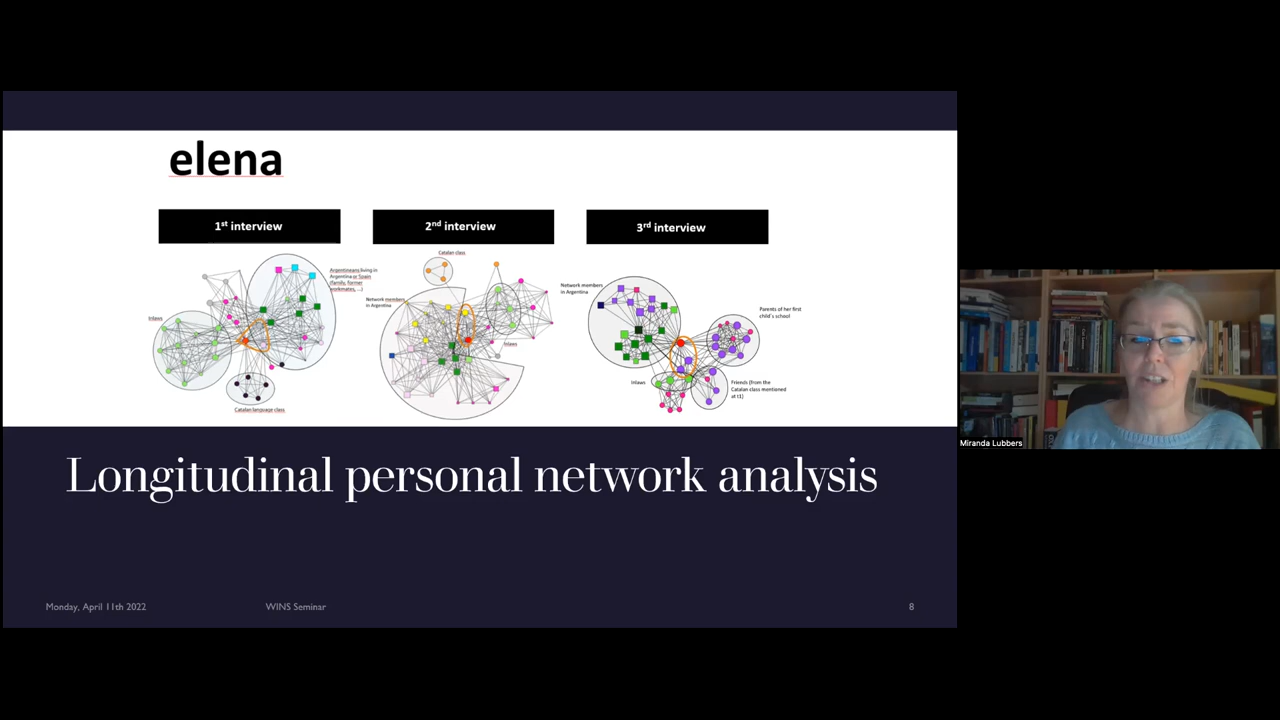 elena
1st interview
2nd interview
3rd interview
Argentineans living in
Argentina or Spain
(family, former
workmates, ...)
Inlaws
Catalan language class
Catalan class
Network members
in Argentina
Inlaws
Network members
in Argentina
Parents of her first
child's school
Inlaws
Friends (from the
Catalan class mentioned
at t1)
Longitudinal personal network analysis
Monday, April 11th 2022
WINS Seminar
8
Miranda Lubbers